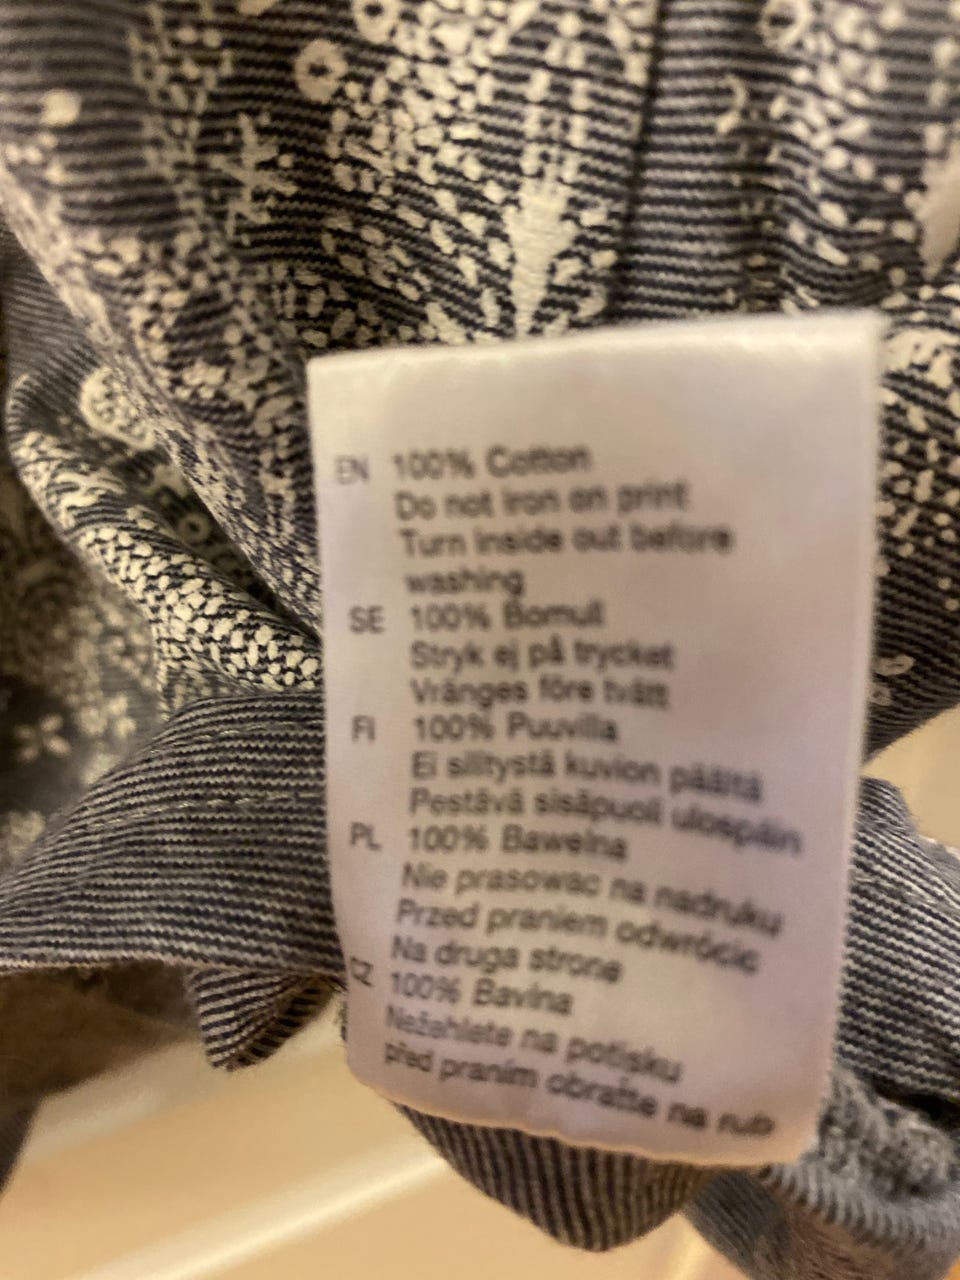 EN 100% Cotton
Do not iron on print
Turn inside out before
washing
SE 100% Bomull
Stryk ej på trycket
Vränges före tvätt
FI 100% Puuvilla
Ei silitystä kuvion päältä
Pestävä sisäpuoli ulospäin
PL 100% Bawelna
Nie prasowac na nadruku
Przed praniem odwrócic
Na druga strone
CZ 100% Bavlna
Nežehlete na potisku
před praním obraťte na rub